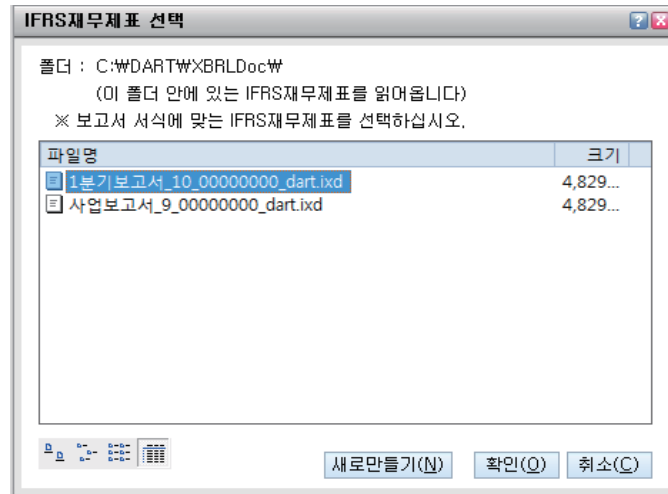 IFRS재무제표 선택
폴더 : C:₩DART₩XBRLDoc₩
(이 폴더 안에 있는 IFRS재무제표를 읽어옵니다)
※ 보고서 서식에 맞는 IFRS재무제표를 선택하십시오.
파일명 크기
1분기보고서_10_00000000_dart.ixd 4,829...
사업보고서_9_00000000_dart.ixd 4,829...
새로만들기(N) 확인(O) 취소(C)